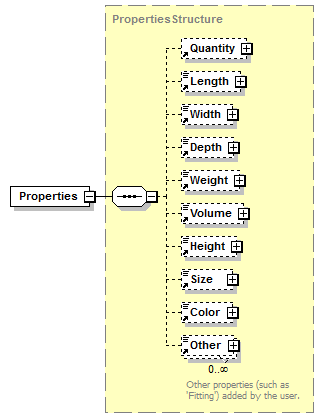 PropertiesStructure
Quantity
Length
Width
Depth
Weight
Properties
Volume
Height
Size
Color
Other
0..∞
Other properties (such as
'Fitting') added by the user.